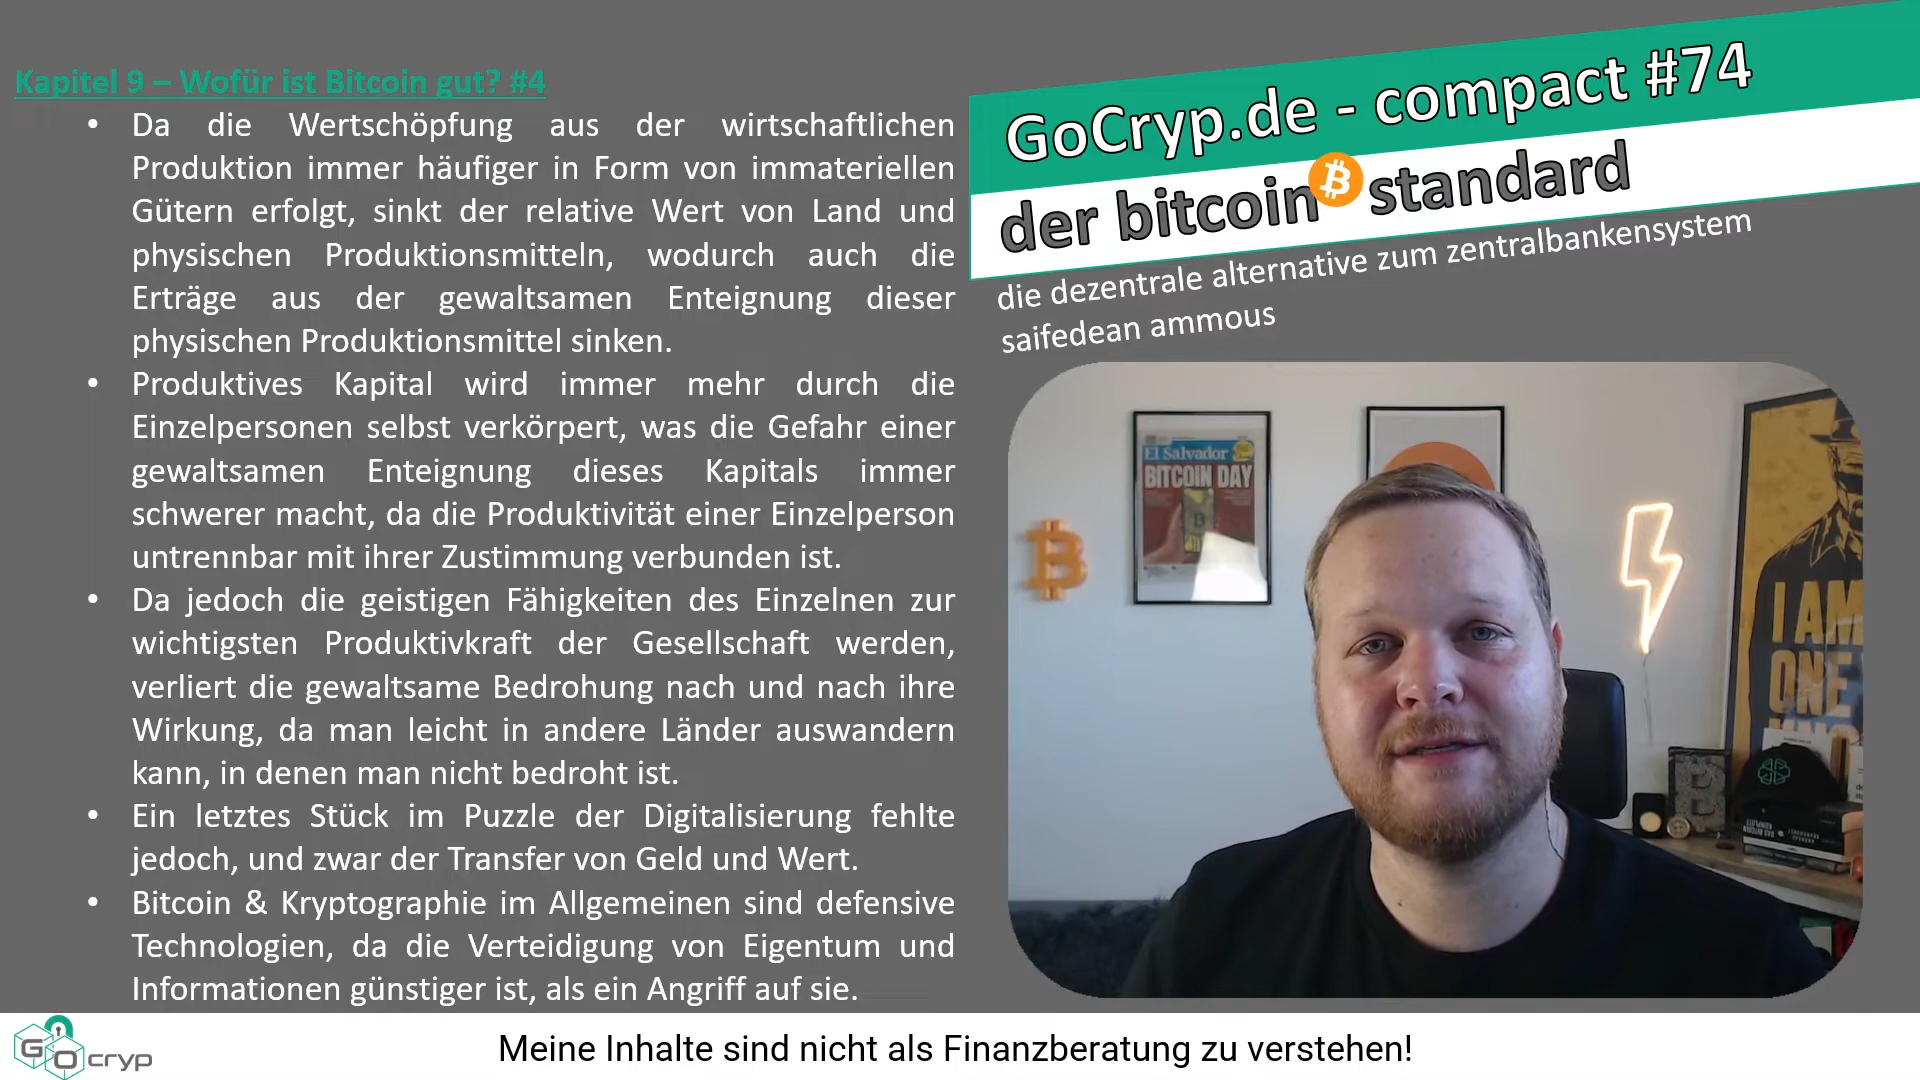 Kapitel 9 – Wofür ist Bitcoin gut? #4
• Da die Wertschöpfung aus der wirtschaftlichen
Produktion immer häufiger in Form von immateriellen
Gütern erfolgt, sinkt der relative Wert von Land und
physischen Produktionsmitteln, wodurch auch die
Erträge aus der gewaltsamen Enteignung dieser
physischen Produktionsmittel sinken.
• Produktives Kapital wird immer mehr durch die
Einzelpersonen selbst verkörpert, was die Gefahr einer
gewaltsamen Enteignung dieses Kapitals immer
schwerer macht, da die Produktivität einer Einzelperson
untrennbar mit ihrer Zustimmung verbunden ist.
• Da jedoch die geistigen Fähigkeiten des Einzelnen zur
wichtigsten Produktivkraft der Gesellschaft werden,
verliert die gewaltsame Bedrohung nach und nach ihre
Wirkung, da man leicht in andere Länder auswandern
kann, in denen man nicht bedroht ist.
• Ein letztes Stück im Puzzle der Digitalisierung fehlte
jedoch, und zwar der Transfer von Geld und Wert.
• Bitcoin & Kryptographie im Allgemeinen sind defensive
Technologien, da die Verteidigung von Eigentum und
Informationen günstiger ist, als ein Angriff auf sie.
GoCryp.de - compact #74
der bitcoin standard
die dezentrale alternative zum zentralbankensystem
saifedean ammous
El Salvador
BITCOIN DAY
I AM
ONE
GO cryp
Meine Inhalte sind nicht als Finanzberatung zu verstehen!